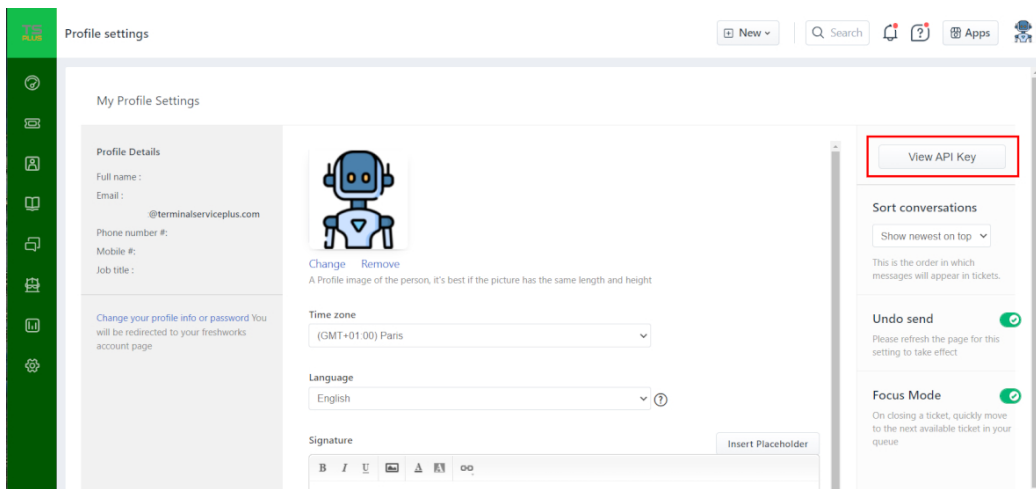 TS
PLUS
Profile settings
New
Search
Apps
My Profile Settings
Profile Details
Full name :
Email :
@terminalserviceplus.com
Phone number #:
Mobile #:
Job title :
Change your profile info or password You
will be redirected to your freshworks
account page
Change Remove
A Profile image of the person, it's best if the picture has the same length and height
Time zone
(GMT+01:00) Paris
Language
English
Signature
Insert Placeholder
B I U A A
View API Key
Sort conversations
Show newest on top
This is the order in which
messages will appear in tickets.
Undo send
Please refresh the page for this
setting to take effect
Focus Mode
On closing a ticket, quickly move
to the next available ticket in your
queue